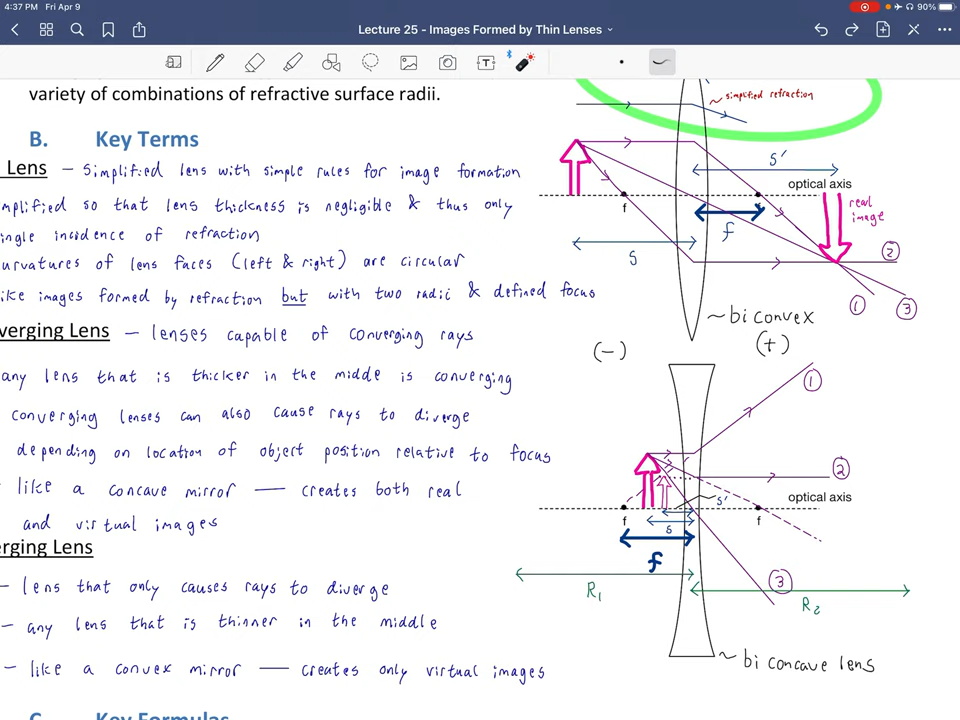 4:37 PM Fri Apr 9
90%
Lecture 25 - Images Formed by Thin Lenses
T
variety of combinations of refractive surface radii.
B. Key Terms
Lens – simplified lens with simple rules for image formation
mplified so that lens thickness is negligible & thus only
ingle incidence of refraction
urvatures of lens faces (left & right) are circular
ike images formed by refraction but with two radii & defined focus
verging Lens – lenses capable of converging rays
any lens that is thicker in the midde is converging
converging lenses can also cause rays to diverge
depending on location of object position relative to focus
like a concave mirror — creates both real
and virtual images
erging Lens
– lens that only causes rays to diverge
– any lens that is thinner in the middle
– like a convex mirror — creates only virtual images
C. Key Formulas
~ simplified refraction
s'
optical axis
real
image
f
f
s
2
1
3
~ bi convex
(–)
(+)
1
2
optical axis
s'
f
s
f
f
3
R1
R2
~ bi concave lens